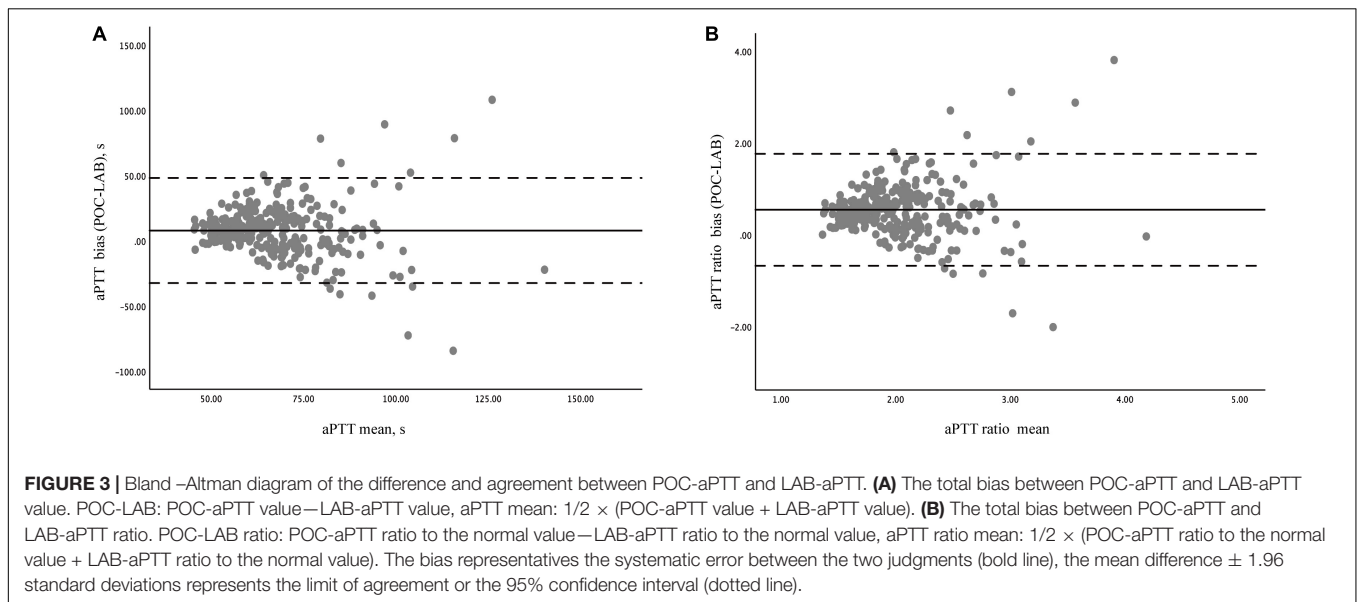 A
150.00
100.00
50.00
.00
-50.00
-100.00
aPTT bias (POC-LAB), s
50.00 75.00 100.00 125.00 150.00
aPTT mean, s
B
4.00
2.00
.00
-2.00
aPTT ratio bias (POC-LAB)
1.00 2.00 3.00 4.00 5.00
aPTT ratio mean
FIGURE 3 | Bland –Altman diagram of the difference and agreement between POC-aPTT and LAB-aPTT. (A) The total bias between POC-aPTT and LAB-aPTT
value. POC-LAB: POC-aPTT value—LAB-aPTT value, aPTT mean: 1/2 × (POC-aPTT value + LAB-aPTT value). (B) The total bias between POC-aPTT and
LAB-aPTT ratio. POC-LAB ratio: POC-aPTT ratio to the normal value—LAB-aPTT ratio to the normal value, aPTT ratio mean: 1/2 × (POC-aPTT ratio to the normal
value + LAB-aPTT ratio to the normal value). The bias representatives the systematic error between the two judgments (bold line), the mean difference ± 1.96
standard deviations represents the limit of agreement or the 95% confidence interval (dotted line).